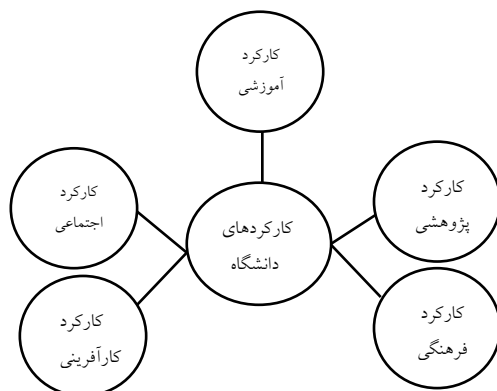 کارکرد
آموزشی
کارکرد
پژوهشی
کارکرد
اجتماعی
کارکردهای
دانشگاه
کارکرد
فرهنگی
کارکرد
کارآفرینی